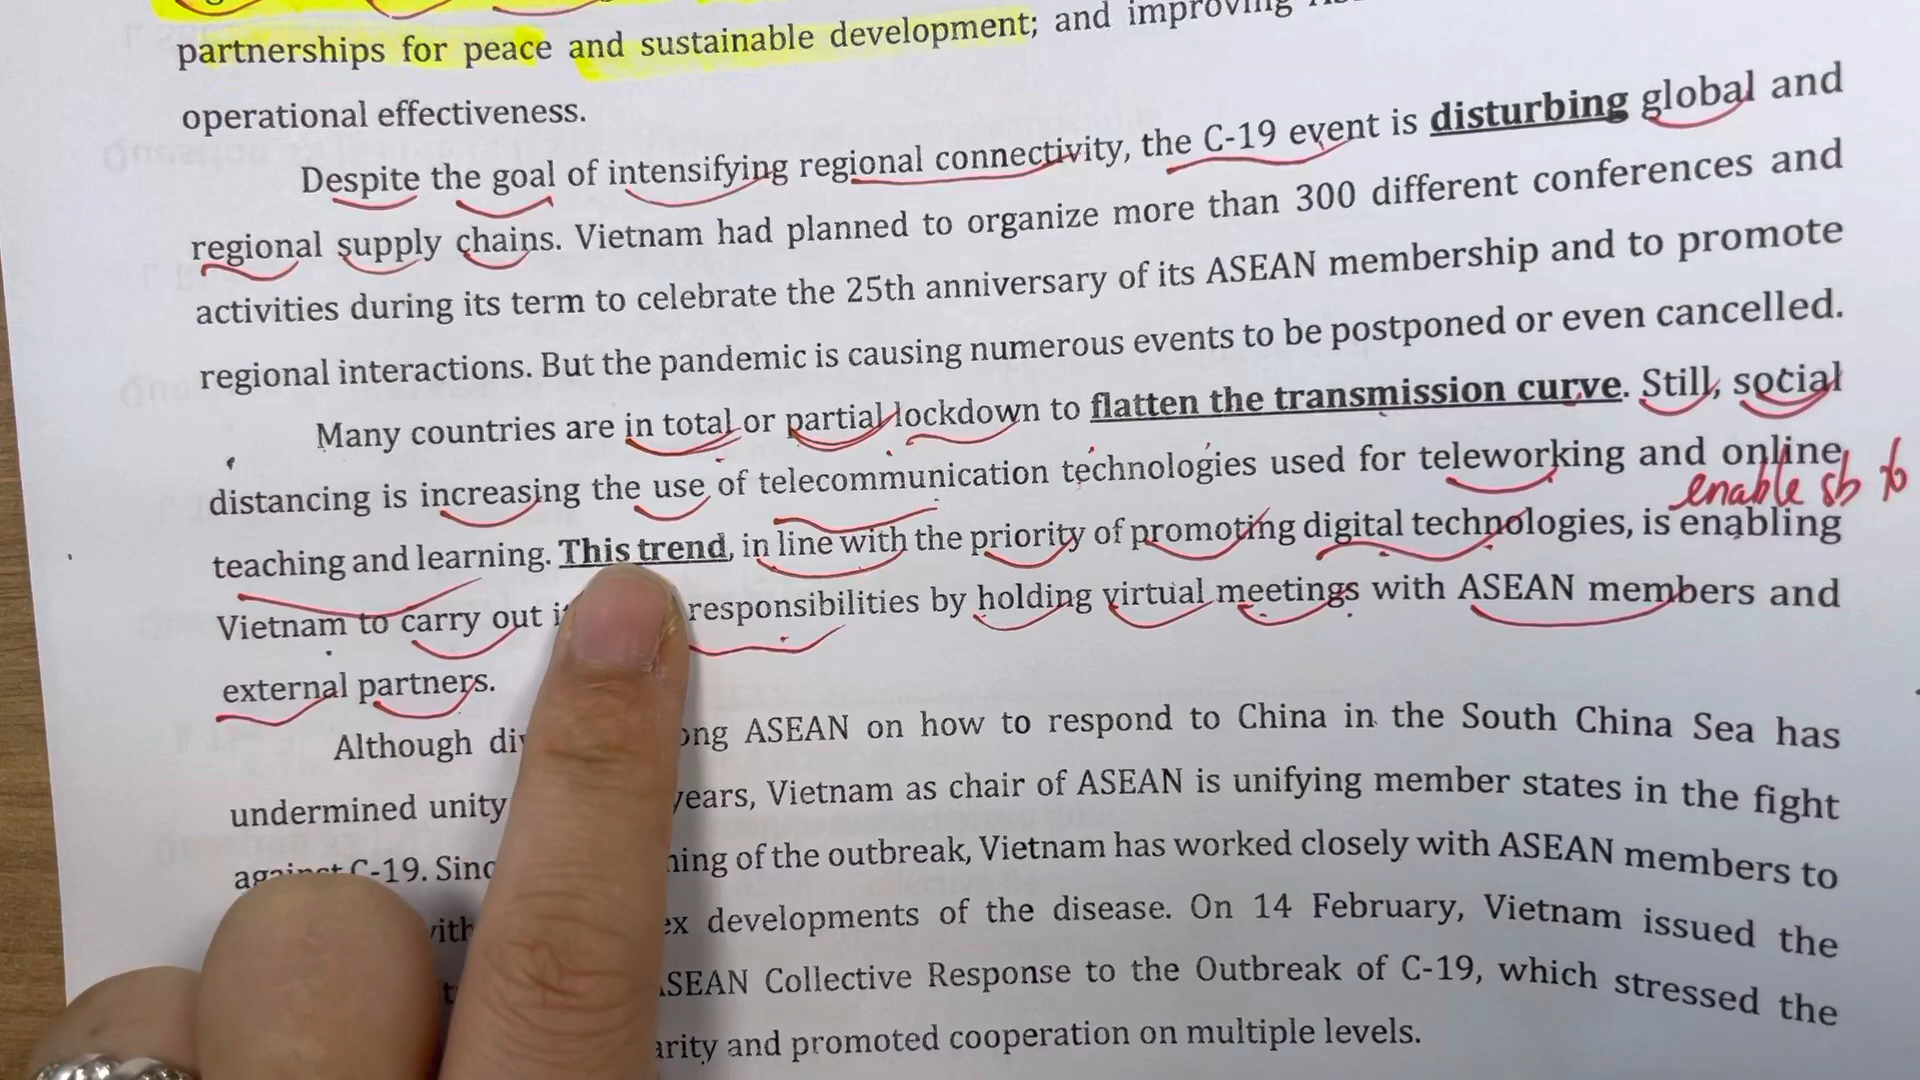 partnerships for peace and sustainable development; and improving
operational effectiveness.
Despite the goal of intensifying regional connectivity, the C-19 event is disturbing global and
regional supply chains. Vietnam had planned to organize more than 300 different conferences and
activities during its term to celebrate the 25th anniversary of its ASEAN membership and to promote
regional interactions. But the pandemic is causing numerous events to be postponed or even cancelled.
Many countries are in total or partial lockdown to flatten the transmission curve. Still, social
distancing is increasing the use of telecommunication technologies used for teleworking and online
enable sb to
teaching and learning. This trend, in line with the priority of promoting digital technologies, is enabling
Vietnam to carry out responsibilities by holding virtual meetings with ASEAN members and
external partners.
Although ASEAN on how to respond to China in the South China Sea has
undermined unity years, Vietnam as chair of ASEAN is unifying member states in the fight
against C-19. of the outbreak, Vietnam has worked closely with ASEAN members to
developments of the disease. On 14 February, Vietnam issued the
ASEAN Collective Response to the Outbreak of C-19, which stressed the
and promoted cooperation on multiple levels.